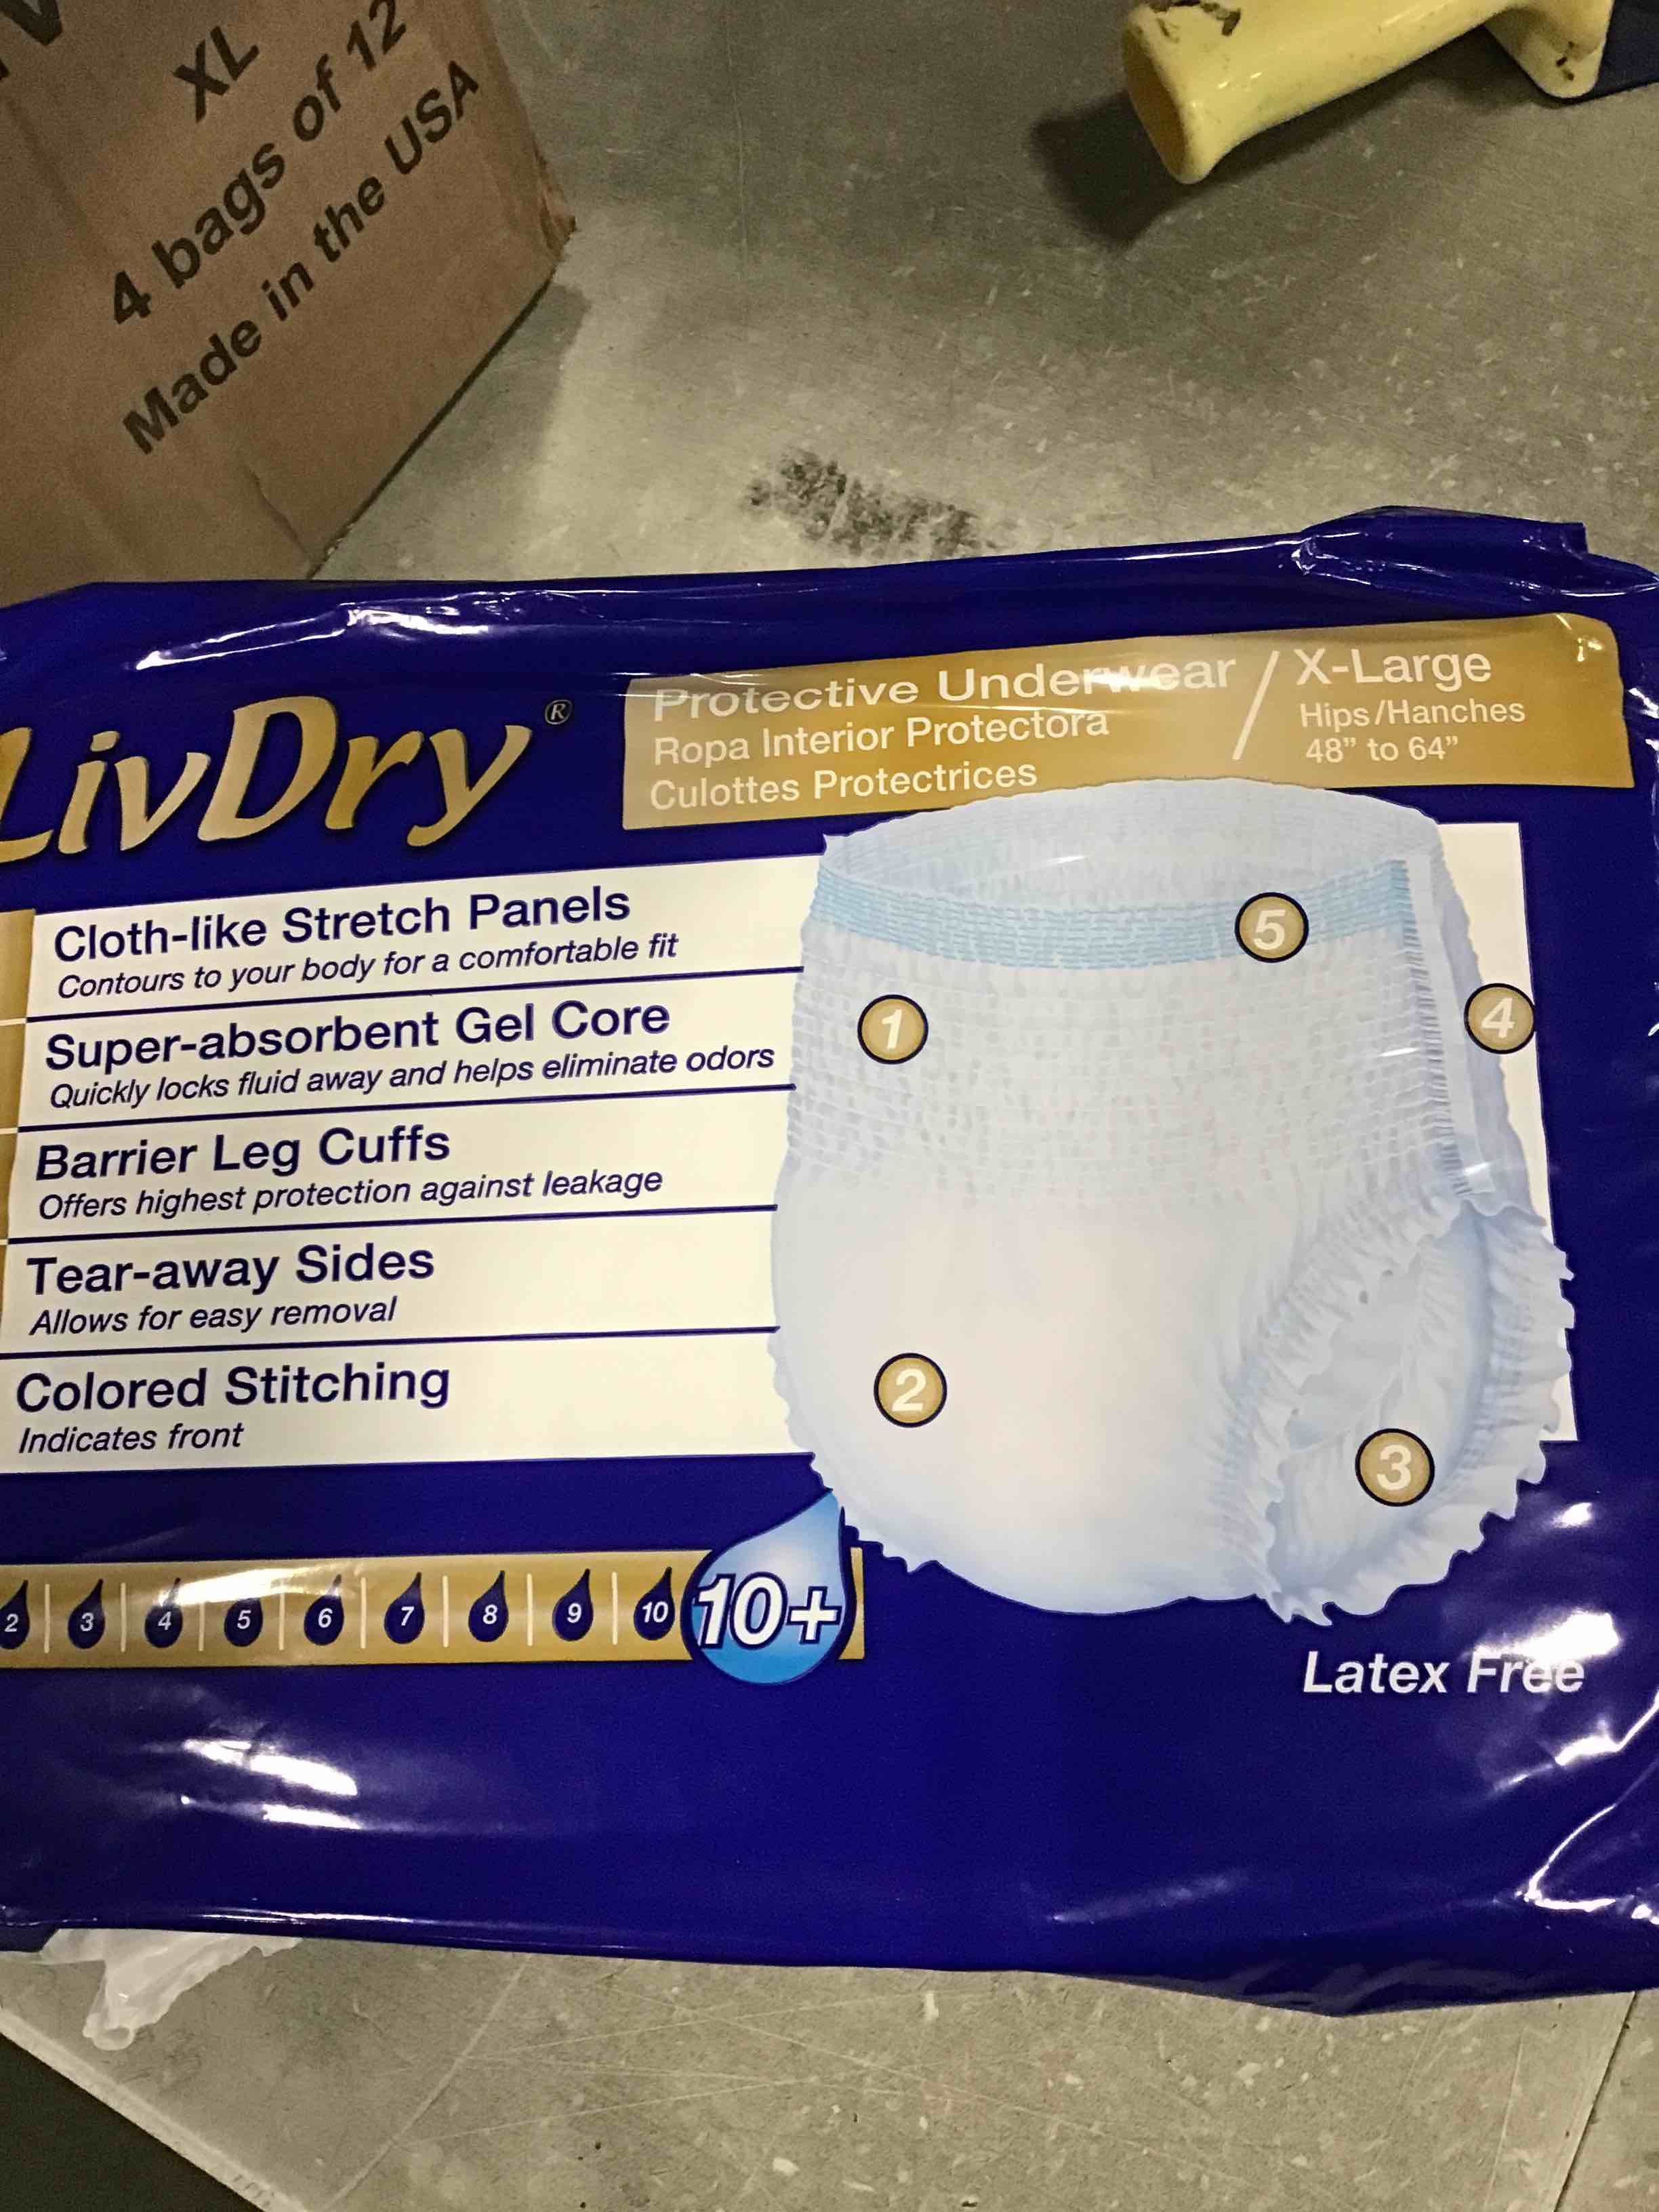 XL
4 bags of 12
Made in the USA
LivDry®
Protective Underwear / X-Large
Ropa Interior Protectora
Culottes Protectrices
Hips/Hanches
48" to 64"
Cloth-like Stretch Panels
Contours to your body for a comfortable fit
Super-absorbent Gel Core
Quickly locks fluid away and helps eliminate odors
Barrier Leg Cuffs
Offers highest protection against leakage
Tear-away Sides
Allows for easy removal
Colored Stitching
Indicates front
5
1
4
2
3
2 3 4 5 6 7 8 9 10 10+
Latex Free